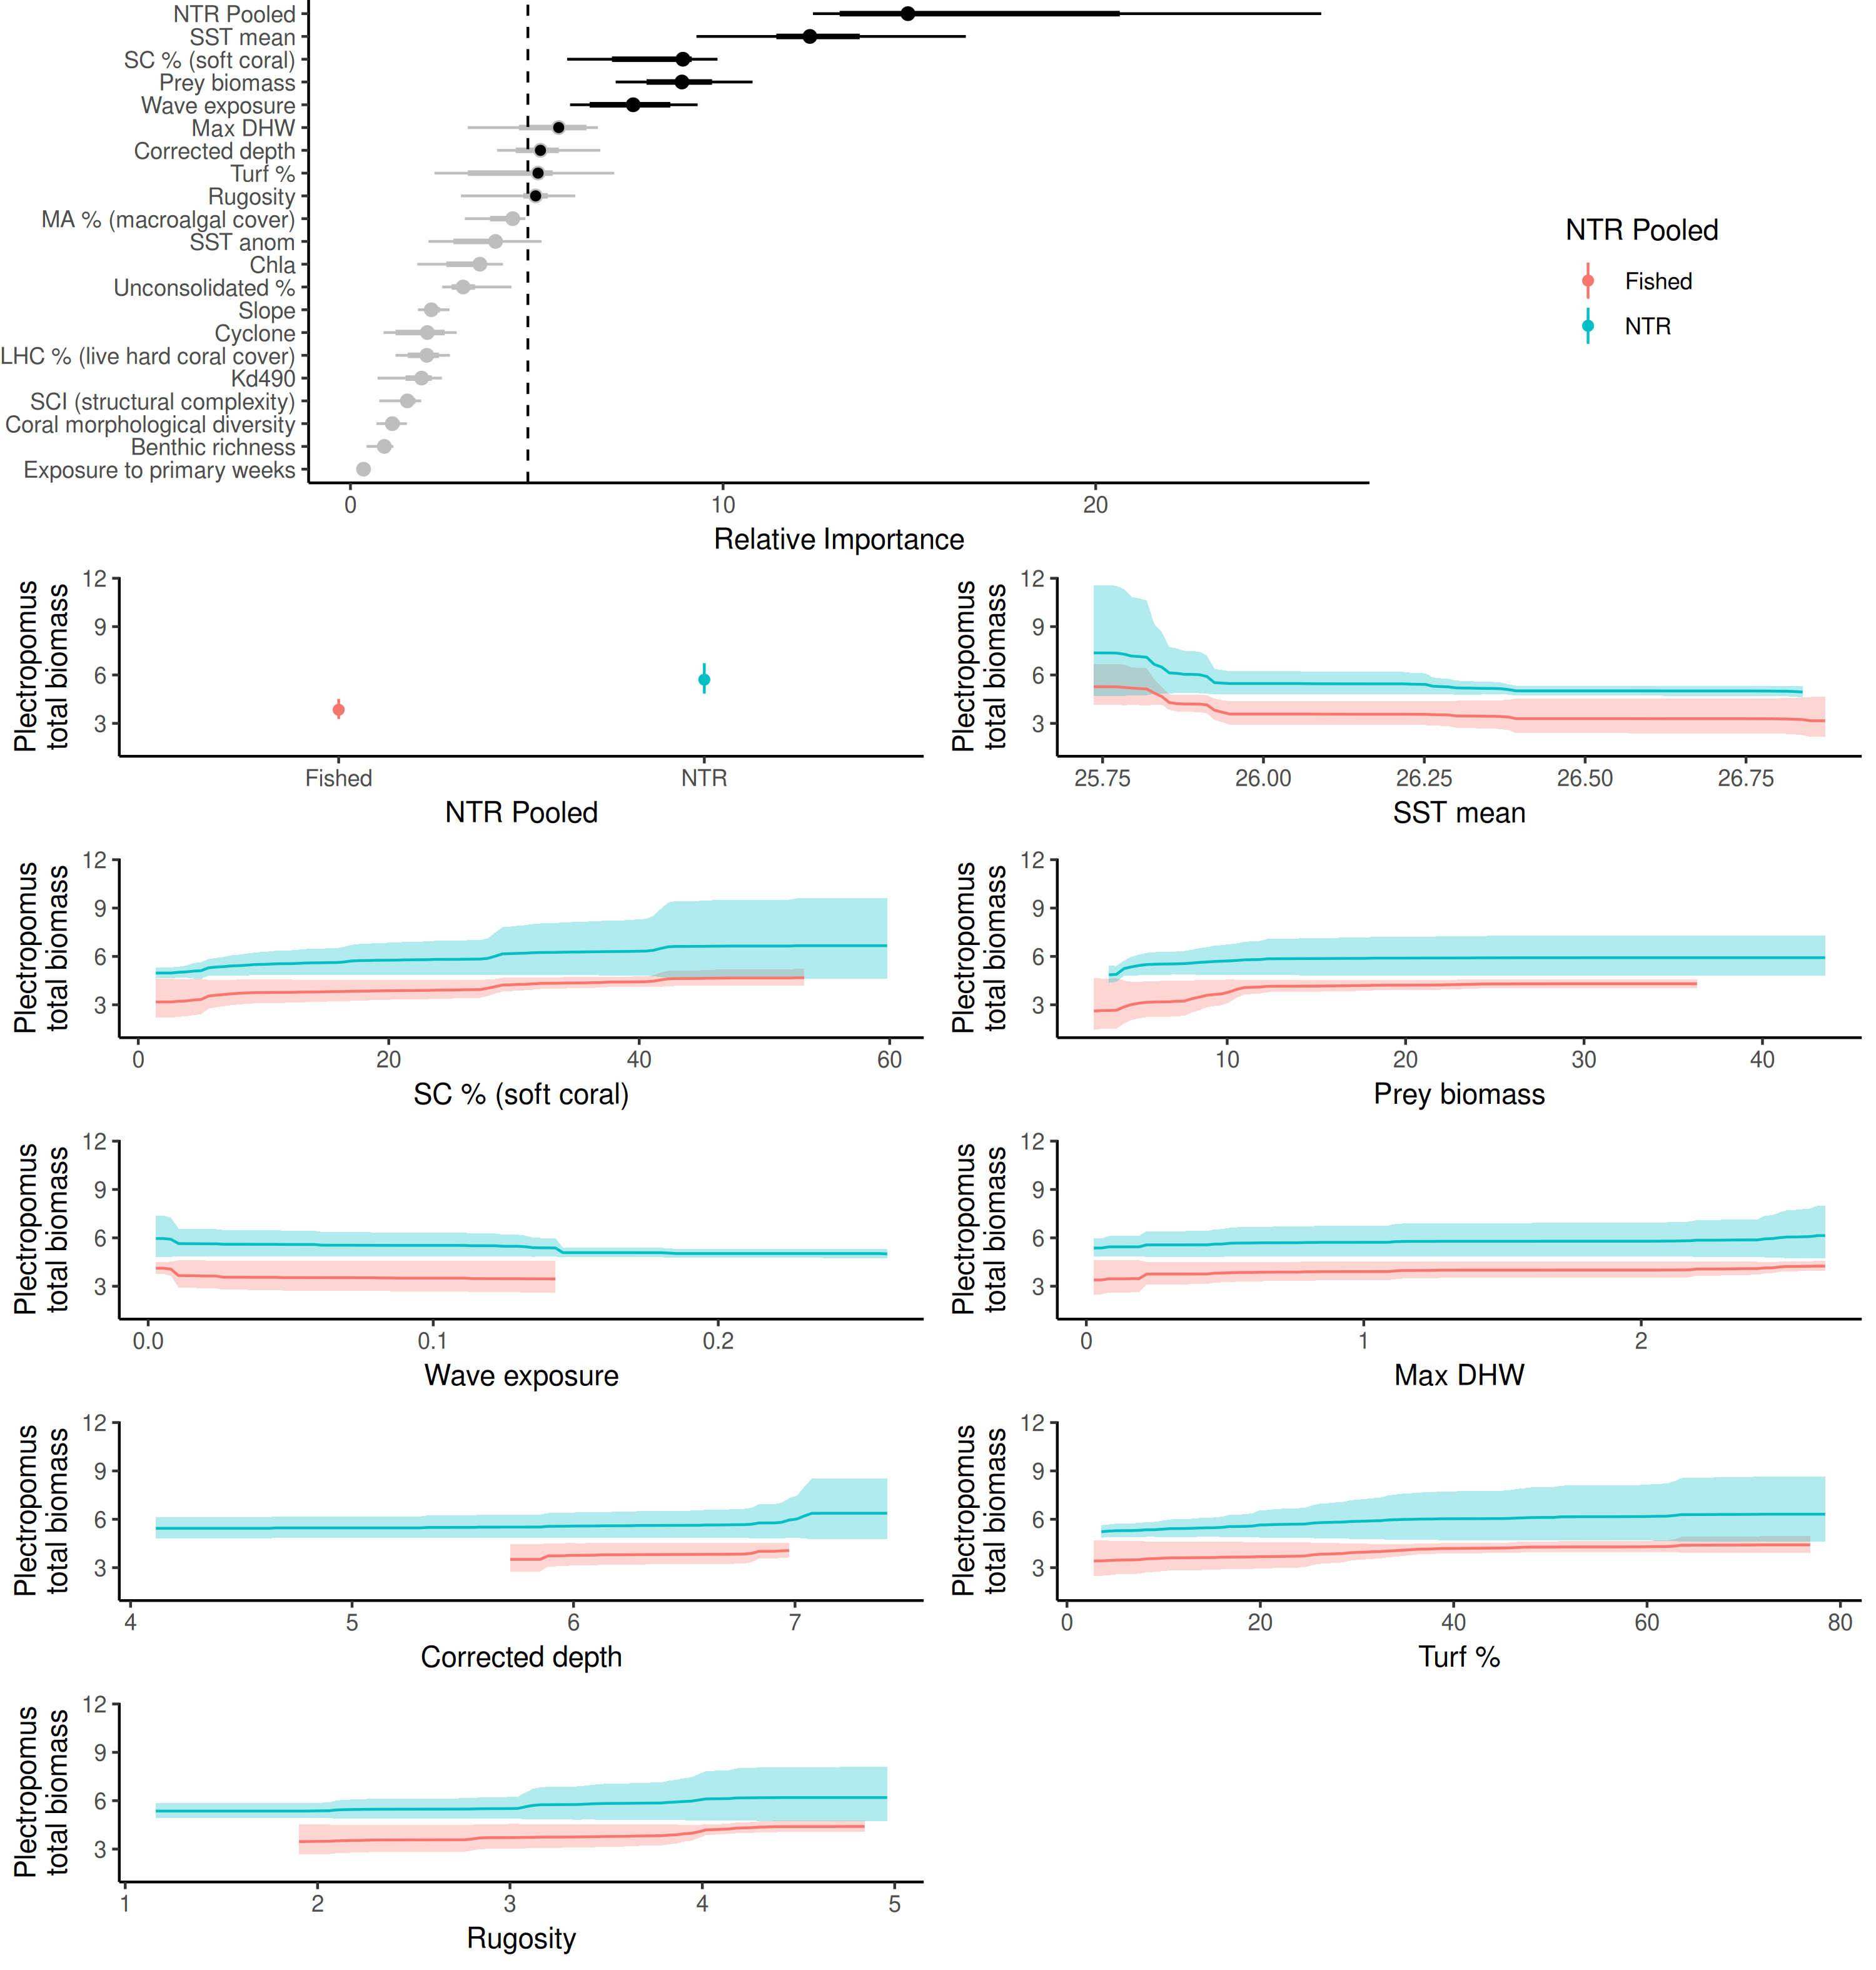 NTR Pooled
SST mean
SC % (soft coral)
Prey biomass
Wave exposure
Max DHW
Corrected depth
Turf %
Rugosity
MA % (macroalgal cover)
SST anom
Chla
Unconsolidated %
Slope
Cyclone
LHC % (live hard coral cover)
Kd490
SCI (structural complexity)
Coral morphological diversity
Benthic richness
Exposure to primary weeks
0 10 20
Relative Importance
NTR Pooled
Fished
NTR
Plectropomus
total biomass
12
9
6
3
Fished NTR
NTR Pooled
Plectropomus
total biomass
12
9
6
3
25.75 26.00 26.25 26.50 26.75
SST mean
Plectropomus
total biomass
12
9
6
3
0 20 40 60
SC % (soft coral)
Plectropomus
total biomass
12
9
6
3
10 20 30 40
Prey biomass
Plectropomus
total biomass
12
9
6
3
0.0 0.1 0.2
Wave exposure
Plectropomus
total biomass
12
9
6
3
0 1 2
Max DHW
Plectropomus
total biomass
12
9
6
3
4 5 6 7
Corrected depth
Plectropomus
total biomass
12
9
6
3
0 20 40 60 80
Turf %
Plectropomus
total biomass
12
9
6
3
1 2 3 4 5
Rugosity